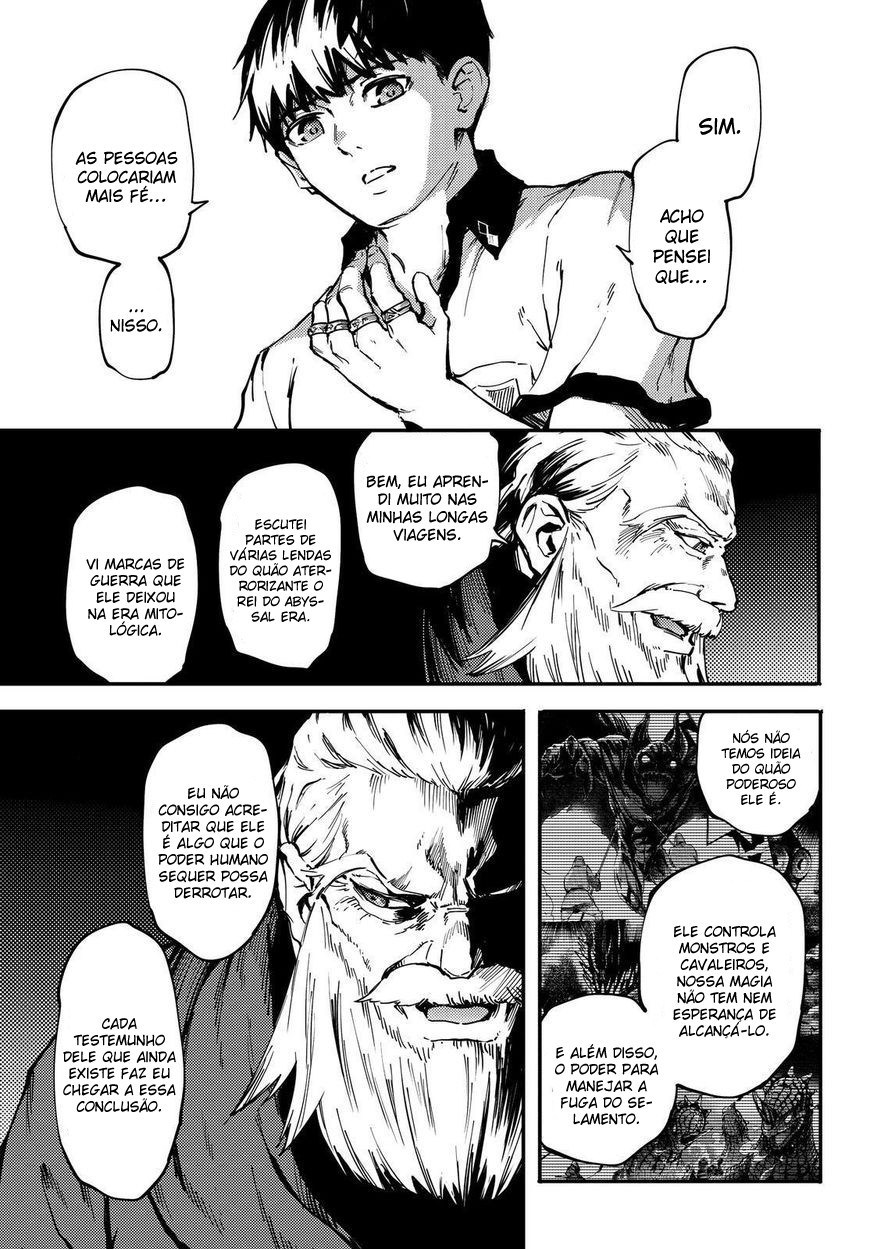 SIM.
ACHO
QUE
PENSEI
QUE...
AS PESSOAS
COLOCARIAM
MAIS FÉ...
...
NISSO.
BEM, EU APREN-
DI MUITO NAS
MINHAS LONGAS
VIAGENS.
ESCUTEI
PARTES DE
VÁRIAS LENDAS
DO QUÃO ATER-
RORIZANTE O
REI DO ABYS-
SAL ERA.
VI MARCAS DE
GUERRA QUE
ELE DEIXOU
NA ERA MITO-
LÓGICA.
NÓS NÃO
TEMOS IDEIA
DO QUÃO
PODEROSO
ELE É.
ELE CONTROLA
MONSTROS E
CAVALEIROS,
NOSSA MAGIA
NÃO TEM NEM
ESPERANÇA DE
ALCANÇÁ-LO.
E ALÉM DISSO,
O PODER PARA
MANEJAR A
FUGA DO SE-
LAMENTO.
EU NÃO
CONSIGO ACRE-
DITAR QUE ELE
É ALGO QUE O
PODER HUMANO
SEQUER POSSA
DERROTAR.
CADA
TESTEMUNHO
DELE QUE AINDA
EXISTE FAZ EU
CHEGAR A ESSA
CONCLUSÃO.